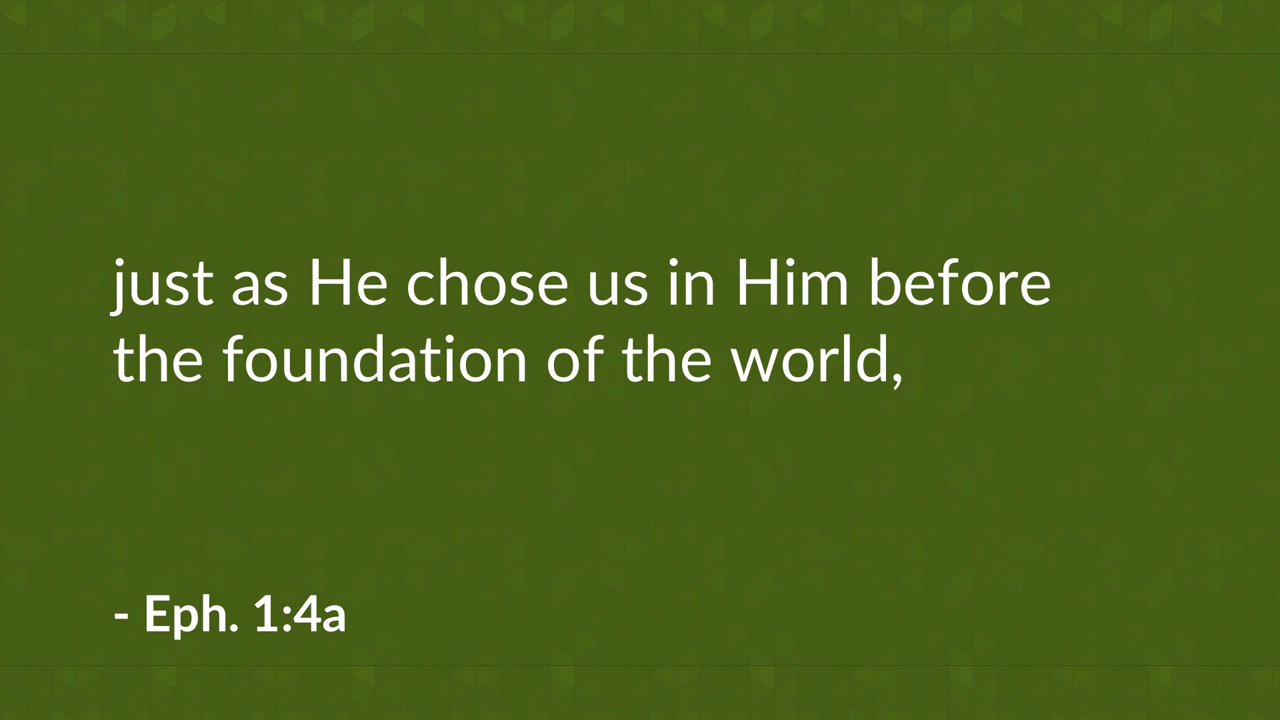 just as He chose us in Him before
the foundation of the world,
- Eph. 1:4a